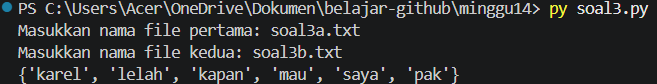 PS C:\Users\Acer\OneDrive\Dokumen\belajar-github\minggu14> py soal3.py
Masukkan nama file pertama: soal3a.txt
Masukkan nama file kedua: soal3b.txt
{'karel', 'lelah', 'kapan', 'mau', 'saya', 'pak'}